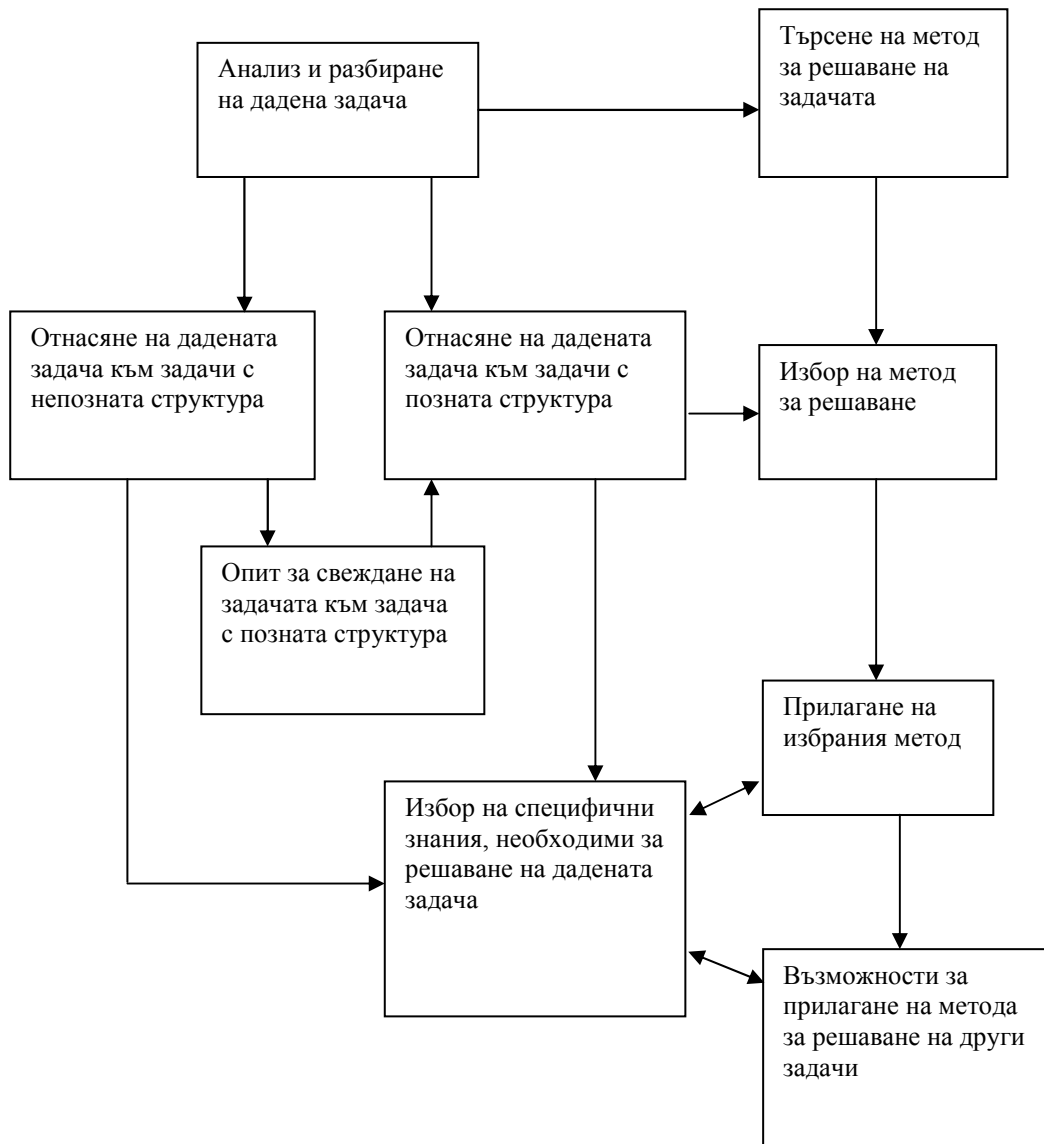 Търсене на метод
за решаване на
задачата
Анализ и разбиране
на дадена задача
Отнасяне на дадената
задача към задачи с
непозната структура
Отнасяне на дадената
задача към задачи с
позната структура
Избор на метод
за решаване
Опит за свеждане на
задачата към задача
с позната структура
Прилагане на
избрания метод
Избор на специфични
знания, необходими за
решаване на дадената
задача
Възможности за
прилагане на метода
за решаване на други
задачи